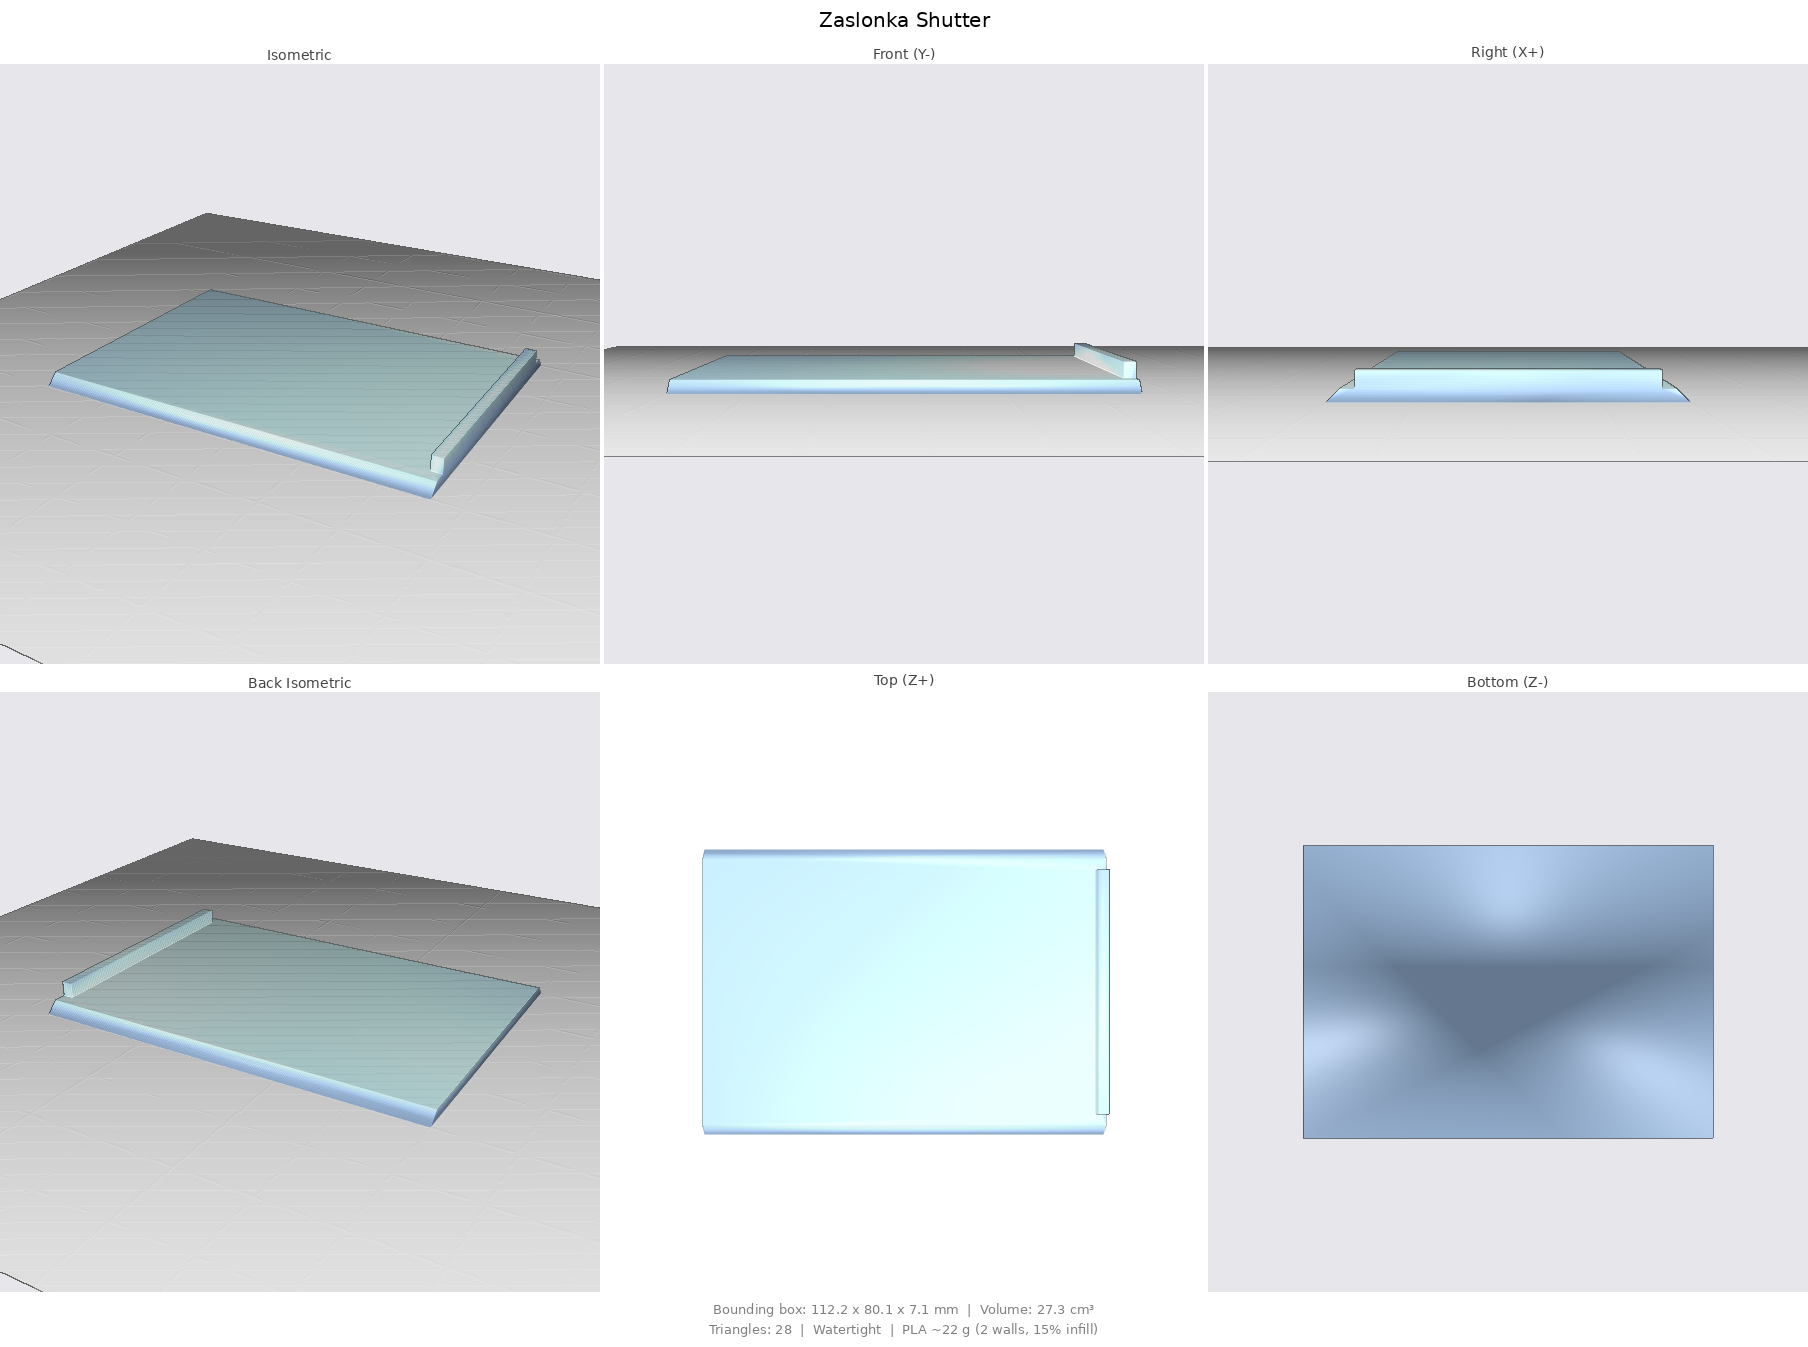 Zaslonka Shutter
Isometric
Front (Y-)
Right (X+)
Back Isometric
Top (Z+)
Bottom (Z-)
Bounding box: 112.2 x 80.1 x 7.1 mm | Volume: 27.3 cm³
Triangles: 28 | Watertight | PLA ~22 g (2 walls, 15% infill)